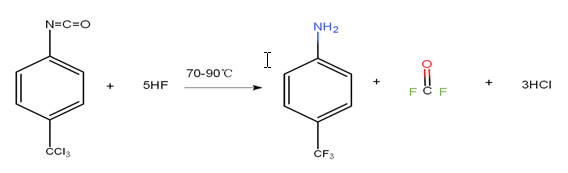 N=C=O
CCl3
+
5HF
70-90℃
NH2
CF3
+
O
F C F
+
3HCl